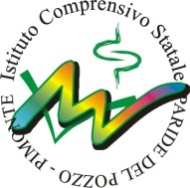 Istituto Comprensivo Statale PARIDE DEL POZZO - PIMONTE